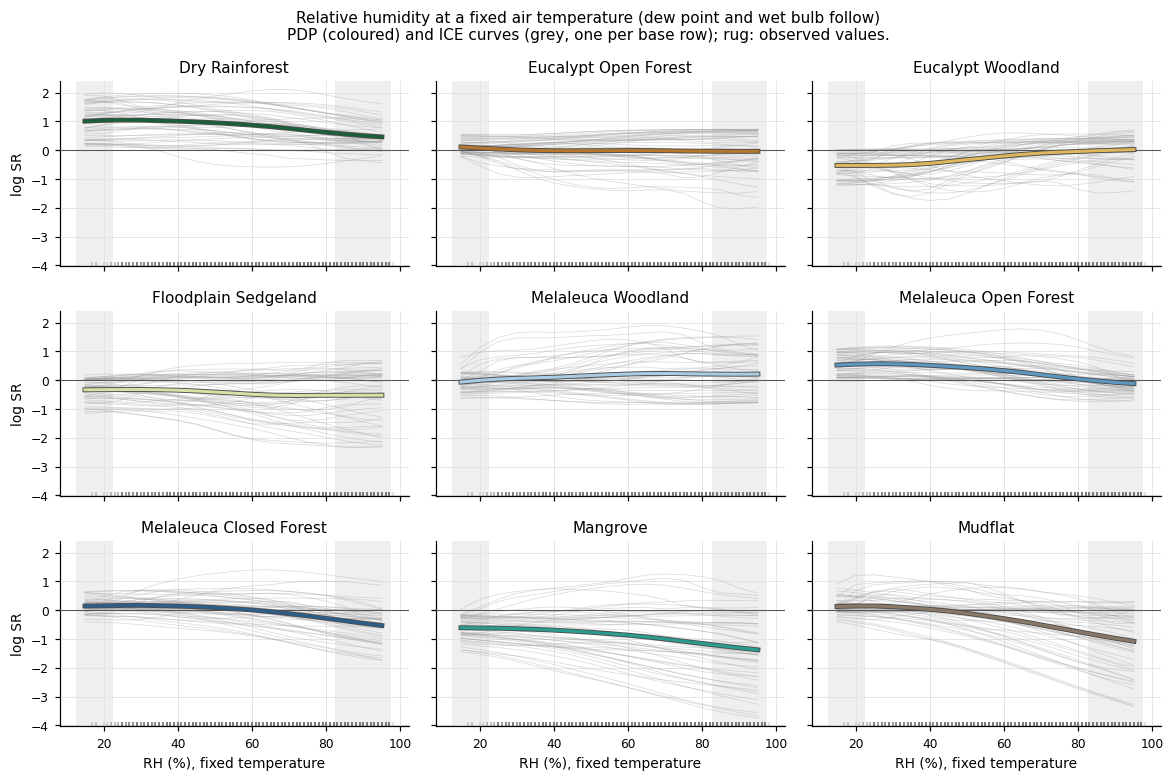 Relative humidity at a fixed air temperature (dew point and wet bulb follow)
PDP (coloured) and ICE curves (grey, one per base row); rug: observed values.
Dry Rainforest
Eucalypt Open Forest
Eucalypt Woodland
log SR
2
1
0
−1
−2
−3
−4
Floodplain Sedgeland
Melaleuca Woodland
Melaleuca Open Forest
log SR
2
1
0
−1
−2
−3
−4
Melaleuca Closed Forest
Mangrove
Mudflat
log SR
2
1
0
−1
−2
−3
−4
20 40 60 80 100
20 40 60 80 100
20 40 60 80 100
RH (%), fixed temperature
RH (%), fixed temperature
RH (%), fixed temperature